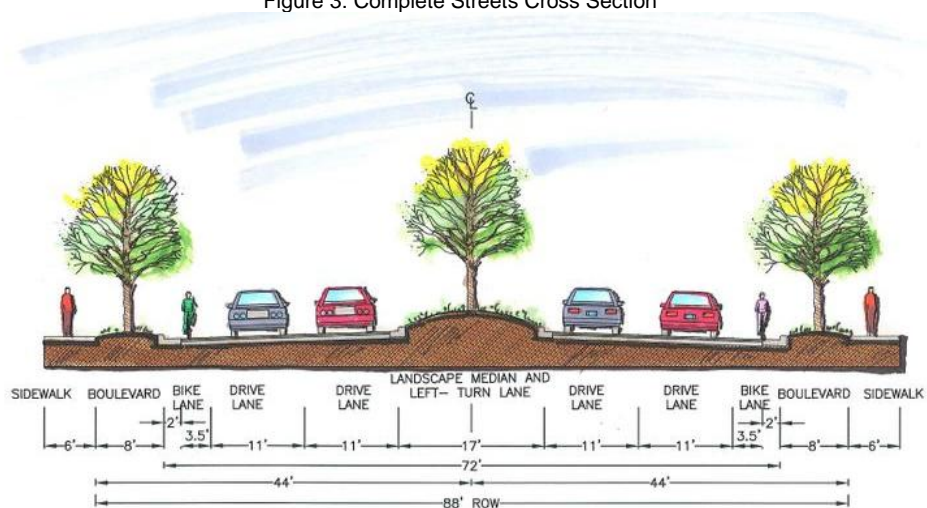 Figure 3. Complete Streets Cross Section
℄
SIDEWALK BOULEVARD BIKE LANE DRIVE LANE DRIVE LANE LANDSCAPE MEDIAN AND LEFT- TURN LANE DRIVE LANE DRIVE LANE BIKE LANE BOULEVARD SIDEWALK
2' 2'
3.5' 3.5'
6' 8' 11' 11' 17' 11' 11' 8' 6'
72'
44' 44'
88' ROW